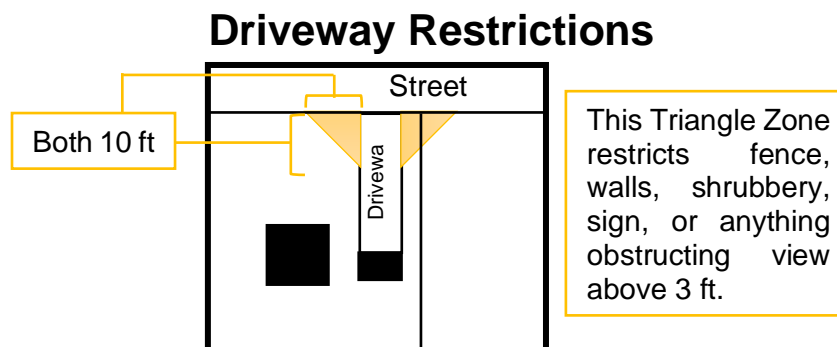 Driveway Restrictions
Street
Both 10 ft
Drivewa
This Triangle Zone
restricts fence,
walls, shrubbery,
sign, or anything
obstructing view
above 3 ft.